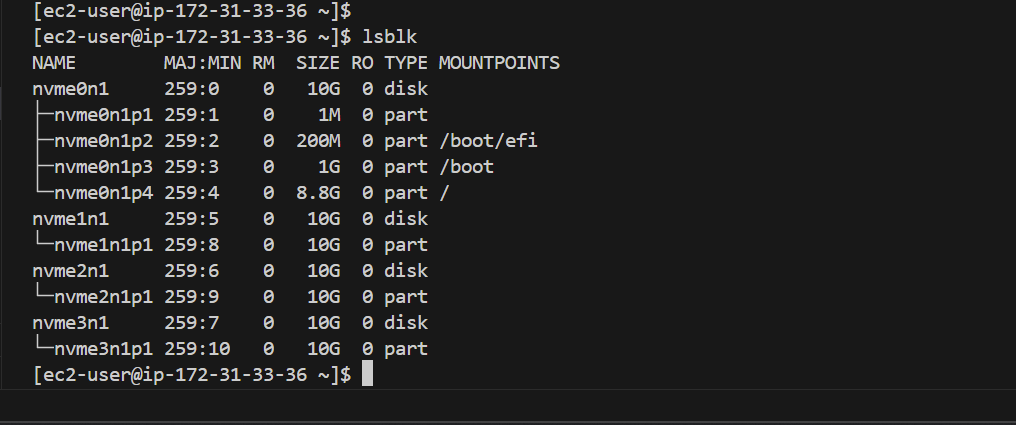 [ec2-user@ip-172-31-33-36 ~]$
[ec2-user@ip-172-31-33-36 ~]$ lsblk
NAME        MAJ:MIN RM  SIZE RO TYPE MOUNTPOINTS
nvme0n1     259:0    0   10G  0 disk
├─nvme0n1p1 259:1    0    1M  0 part
├─nvme0n1p2 259:2    0  200M  0 part /boot/efi
├─nvme0n1p3 259:3    0    1G  0 part /boot
└─nvme0n1p4 259:4    0  8.8G  0 part /
nvme1n1     259:5    0   10G  0 disk
└─nvme1n1p1 259:8    0   10G  0 part
nvme2n1     259:6    0   10G  0 disk
└─nvme2n1p1 259:9    0   10G  0 part
nvme3n1     259:7    0   10G  0 disk
└─nvme3n1p1 259:10   0   10G  0 part
[ec2-user@ip-172-31-33-36 ~]$